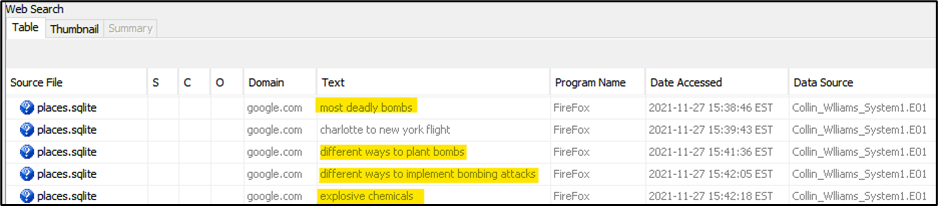 Web Search
Table Thumbnail Summary
Source File S C O Domain Text Program Name Date Accessed Data Source
places.sqlite google.com most deadly bombs FireFox 2021-11-27 15:38:46 EST Collin_Wlliams_System1.E01
places.sqlite google.com charlotte to new york flight FireFox 2021-11-27 15:39:43 EST Collin_Wlliams_System1.E01
places.sqlite google.com different ways to plant bombs FireFox 2021-11-27 15:41:36 EST Collin_Wlliams_System1.E01
places.sqlite google.com different ways to implement bombing attacks FireFox 2021-11-27 15:42:05 EST Collin_Wlliams_System1.E01
places.sqlite google.com explosive chemicals FireFox 2021-11-27 15:42:18 EST Collin_Wlliams_System1.E01